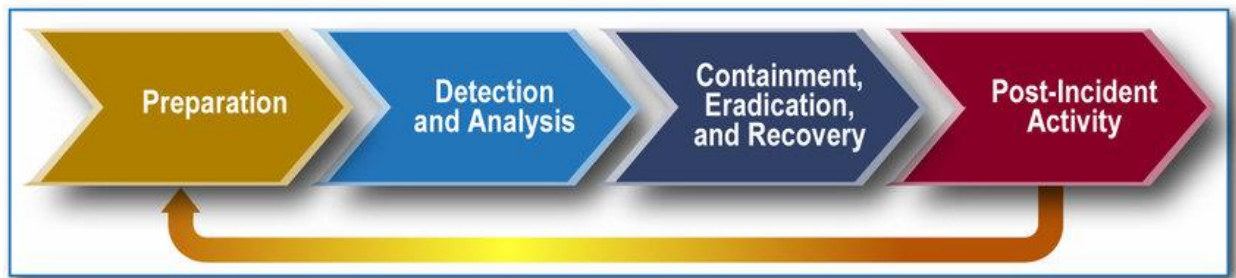 Preparation
Detection
and Analysis
Containment,
Eradication,
and Recovery
Post-Incident
Activity